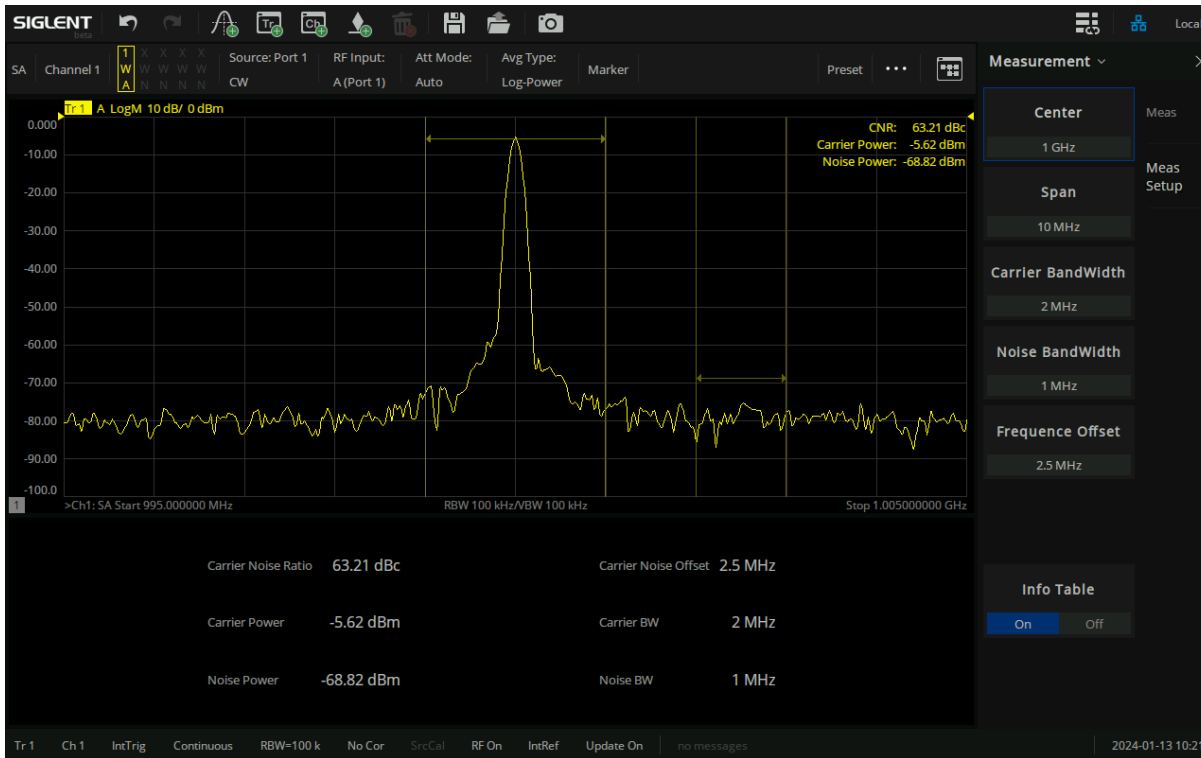 SIGLENT
beta
Tr
Ch
Loca
SA
Channel 1
1 X X X X
W W W W W
A N N N N
Source: Port 1
CW
RF Input:
A (Port 1)
Att Mode:
Auto
Avg Type:
Log-Power
Marker
Preset
Measurement
Tr 1 A LogM 10 dB/ 0 dBm
0.000
-10.00
-20.00
-30.00
-40.00
-50.00
-60.00
-70.00
-80.00
-90.00
-100.0
CNR: 63.21 dBc
Carrier Power: -5.62 dBm
Noise Power: -68.82 dBm
1
>Ch1: SA Start 995.000000 MHz
RBW 100 kHz/VBW 100 kHz
Stop 1.005000000 GHz
Center
1 GHz
Span
10 MHz
Carrier BandWidth
2 MHz
Noise BandWidth
1 MHz
Frequence Offset
2.5 MHz
Info Table
On Off
Meas
Meas
Setup
Carrier Noise Ratio 63.21 dBc
Carrier Noise Offset 2.5 MHz
Carrier Power -5.62 dBm
Carrier BW 2 MHz
Noise Power -68.82 dBm
Noise BW 1 MHz
Tr 1 Ch 1 IntTrig Continuous RBW=100 k No Cor SrcCal RF On IntRef Update On no messages 2024-01-13 10:21